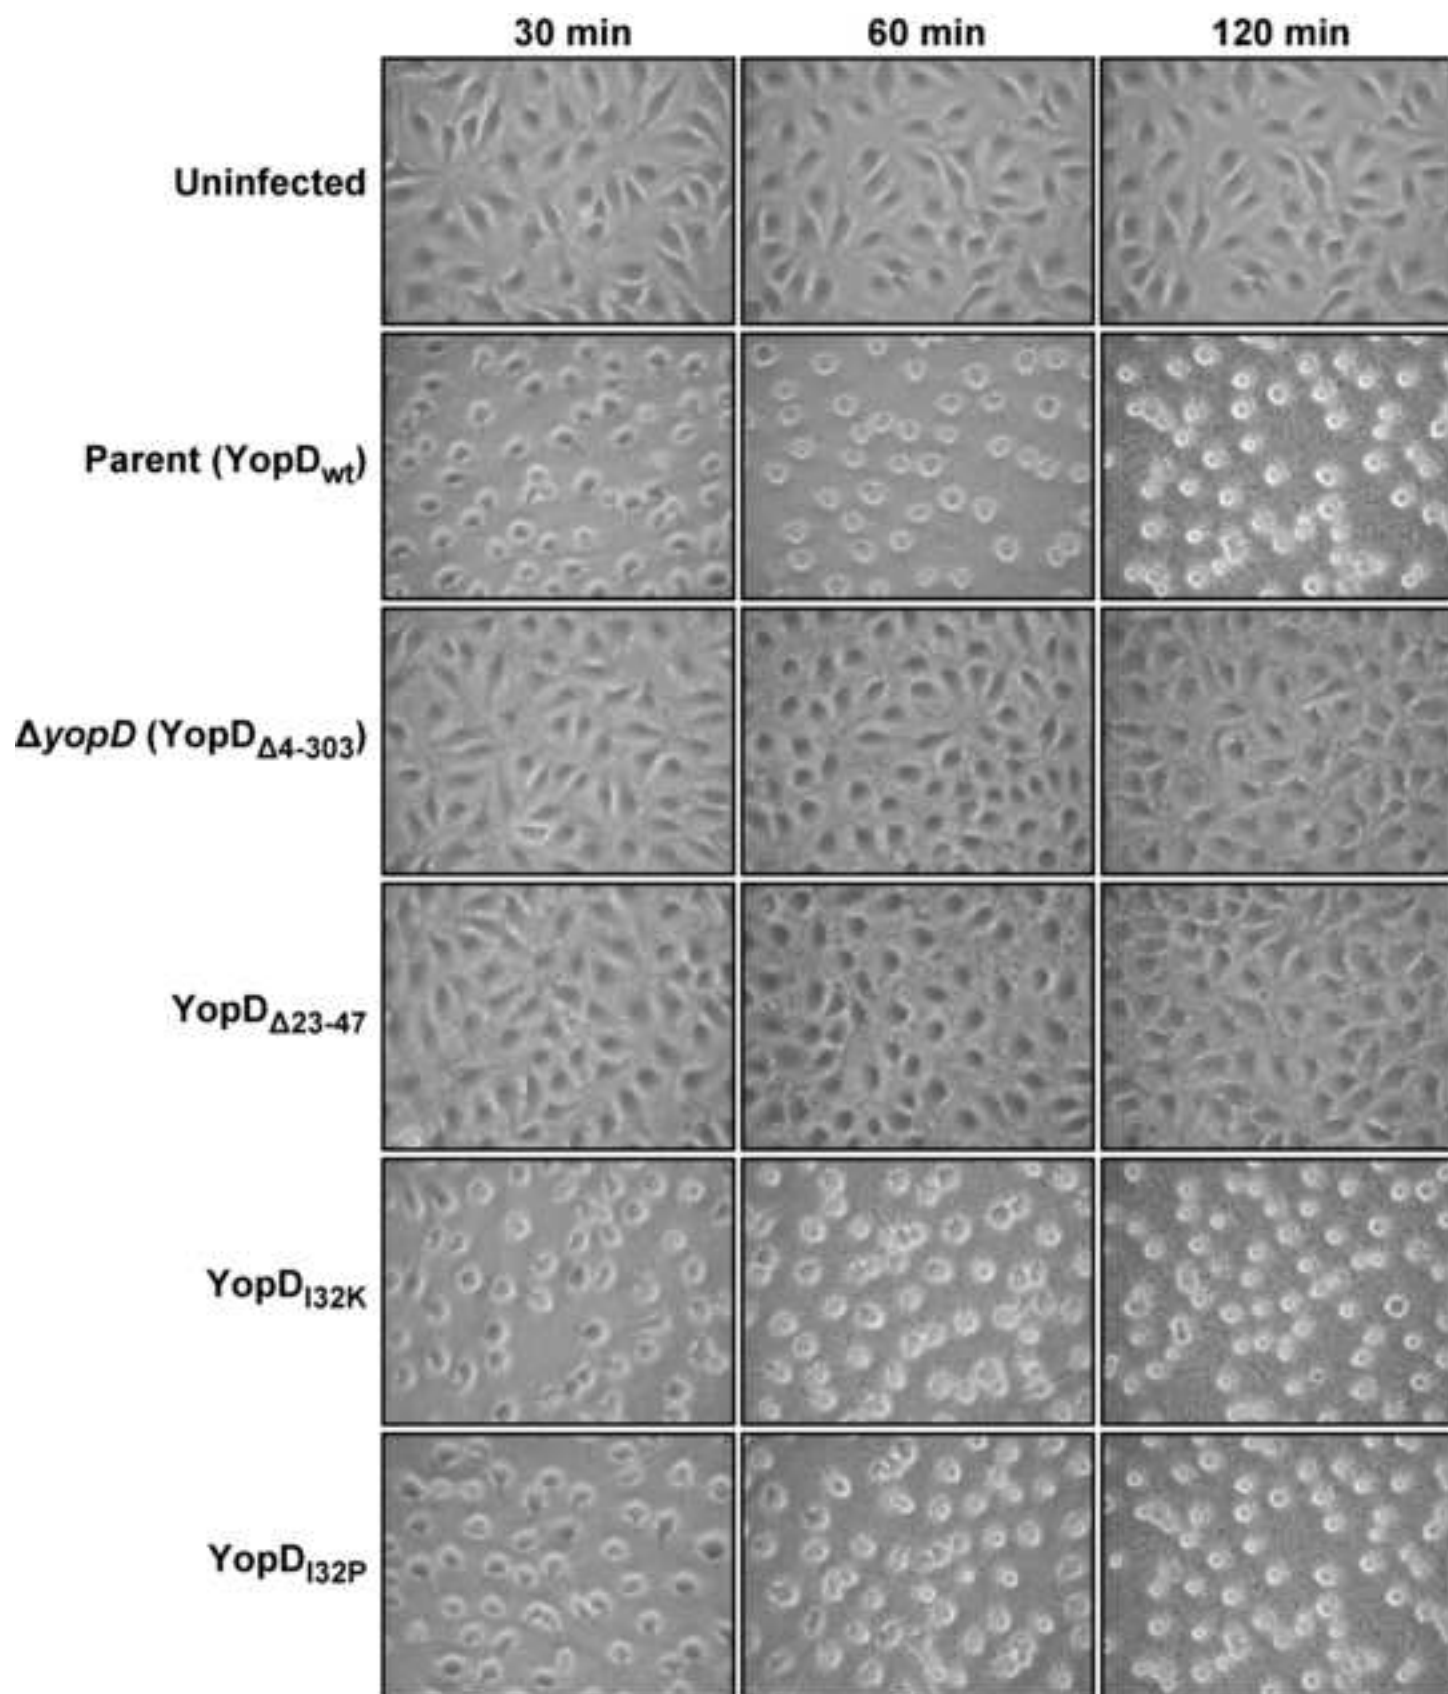 30 min 60 min 120 min
Uninfected
Parent (YopDwt)
ΔyopD (YopDΔ4-303)
YopDΔ23-47
YopDI32K
YopDI32P